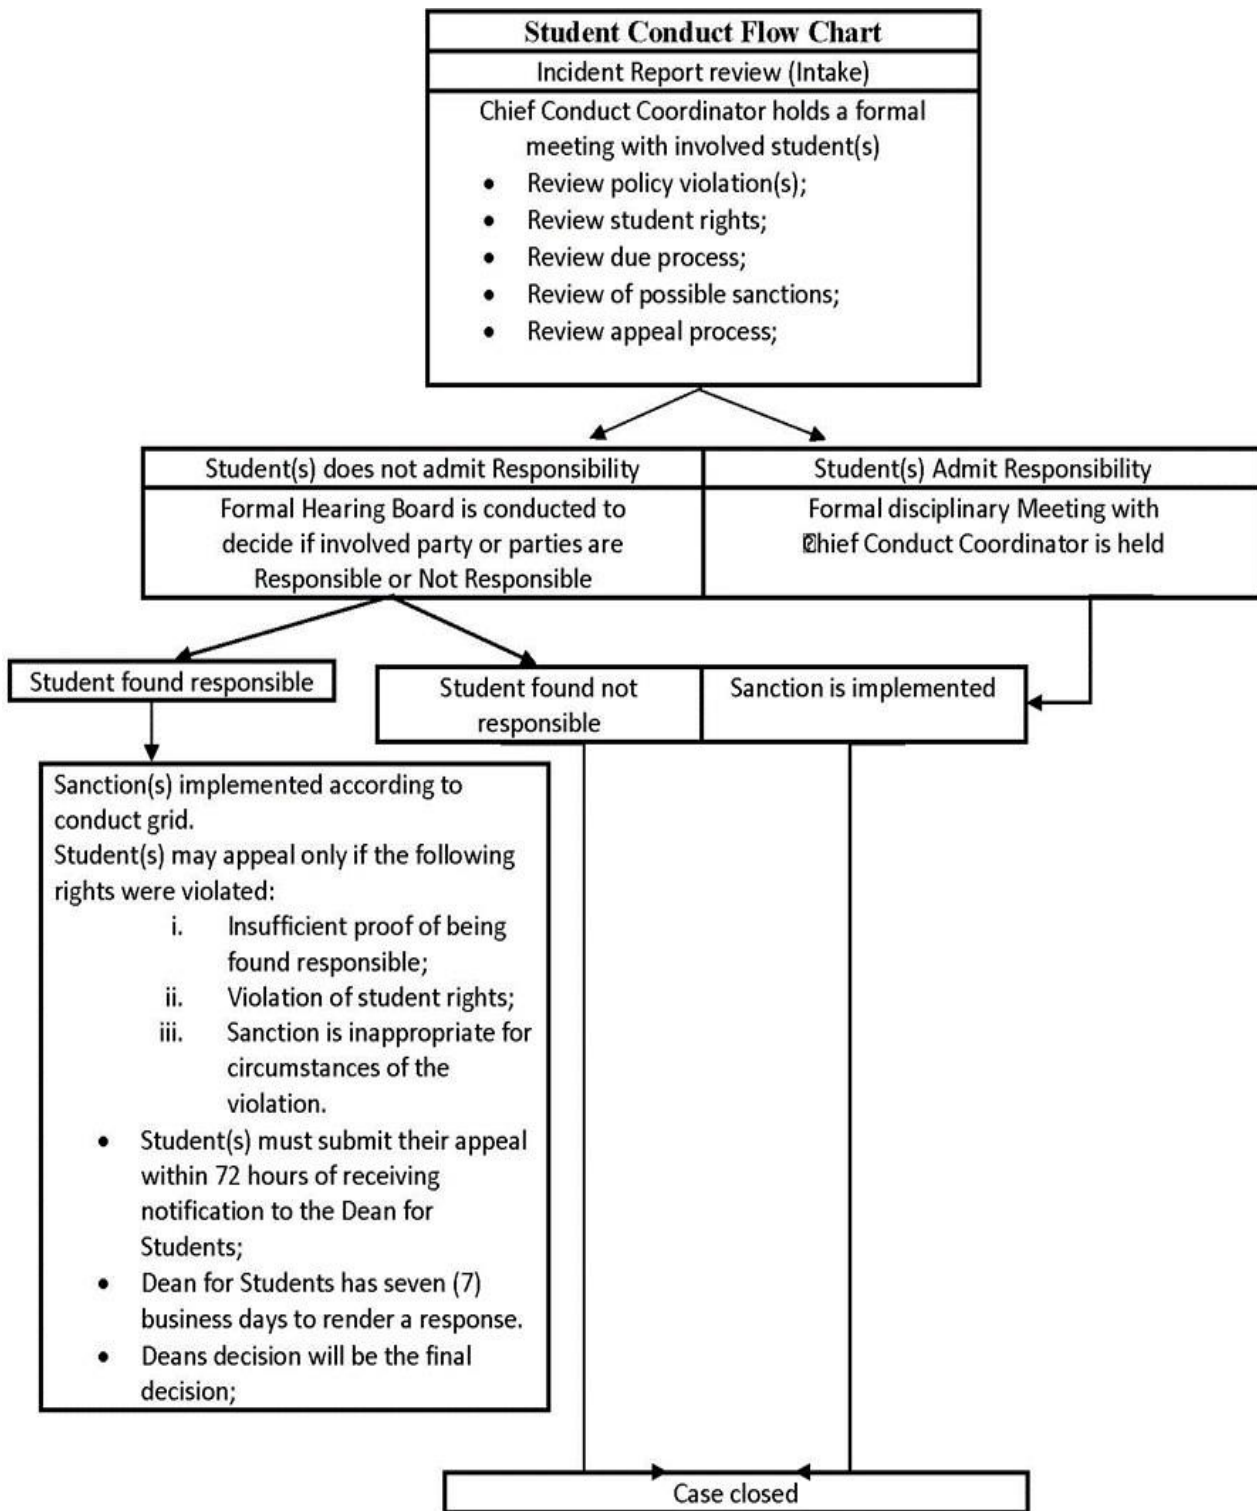 Student Conduct Flow Chart
Incident Report review (Intake)
Chief Conduct Coordinator holds a formal
meeting with involved student(s)
• Review policy violation(s);
• Review student rights;
• Review due process;
• Review of possible sanctions;
• Review appeal process;
Student(s) does not admit Responsibility
Formal Hearing Board is conducted to
decide if involved party or parties are
Responsible or Not Responsible
Student(s) Admit Responsibility
Formal disciplinary Meeting with
Chief Conduct Coordinator is held
Student found responsible
Student found not
responsible
Sanction is implemented
Sanction(s) implemented according to
conduct grid.
Student(s) may appeal only if the following
rights were violated:
i. Insufficient proof of being
found responsible;
ii. Violation of student rights;
iii. Sanction is inappropriate for
circumstances of the
violation.
• Student(s) must submit their appeal
within 72 hours of receiving
notification to the Dean for
Students;
• Dean for Students has seven (7)
business days to render a response.
• Deans decision will be the final
decision;
Case closed